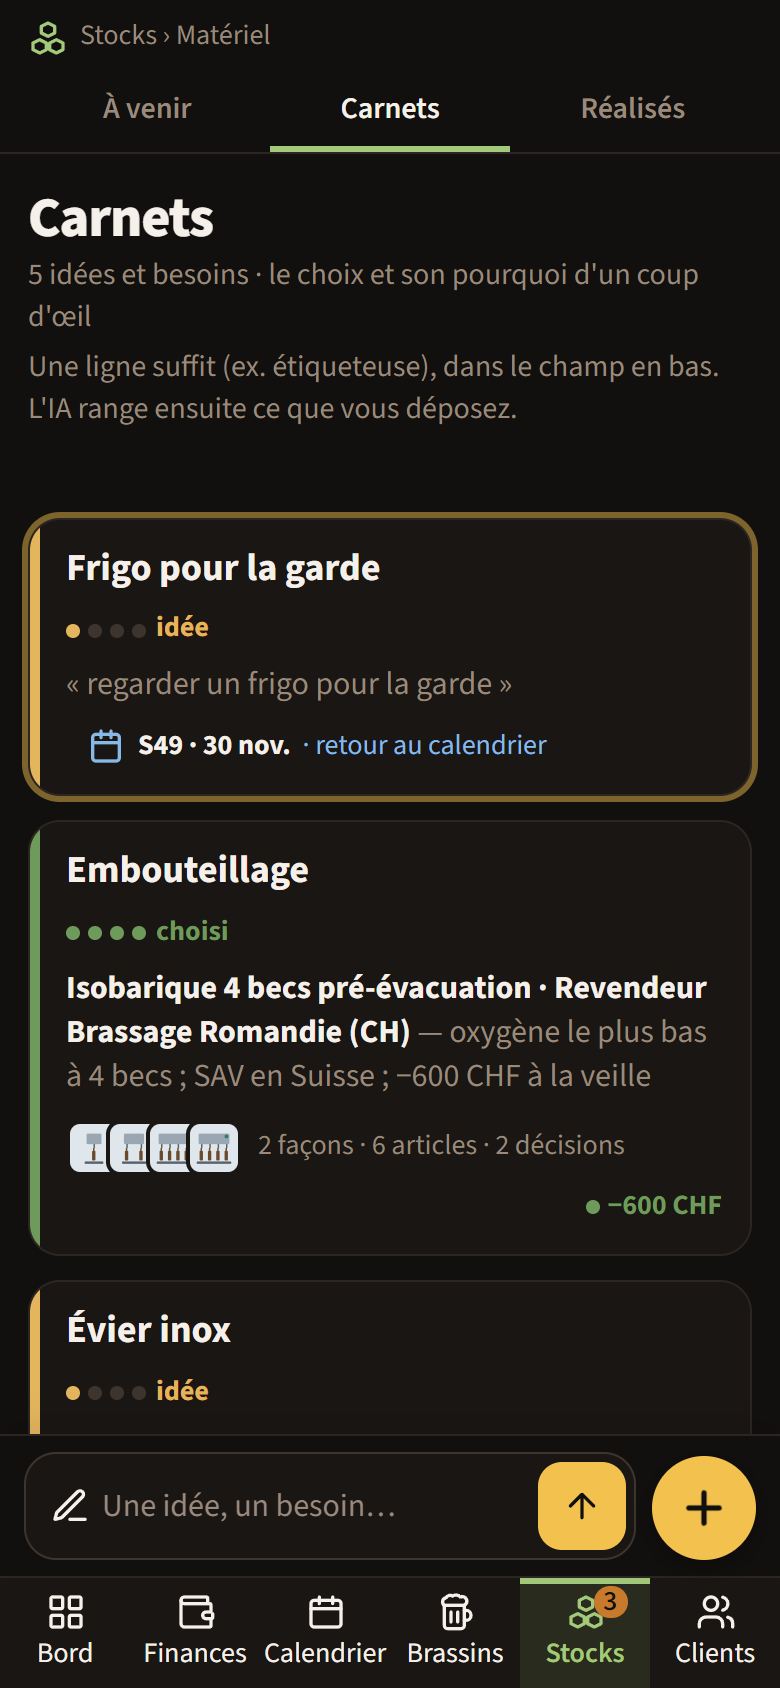 Stocks › Matériel
À venir
Carnets
Réalisés
Carnets
5 idées et besoins · le choix et son pourquoi d'un coup
d'œil
Une ligne suffit (ex. étiqueteuse), dans le champ en bas.
L'IA range ensuite ce que vous déposez.
Frigo pour la garde
idée
« regarder un frigo pour la garde »
S49 · 30 nov. · retour au calendrier
Embouteillage
choisi
Isobarique 4 becs pré-évacuation · Revendeur
Brassage Romandie (CH) — oxygène le plus bas
à 4 becs ; SAV en Suisse ; −600 CHF à la veille
2 façons · 6 articles · 2 décisions
−600 CHF
Évier inox
idée
Une idée, un besoin…
3
Bord
Finances
Calendrier
Brassins
Stocks
Clients